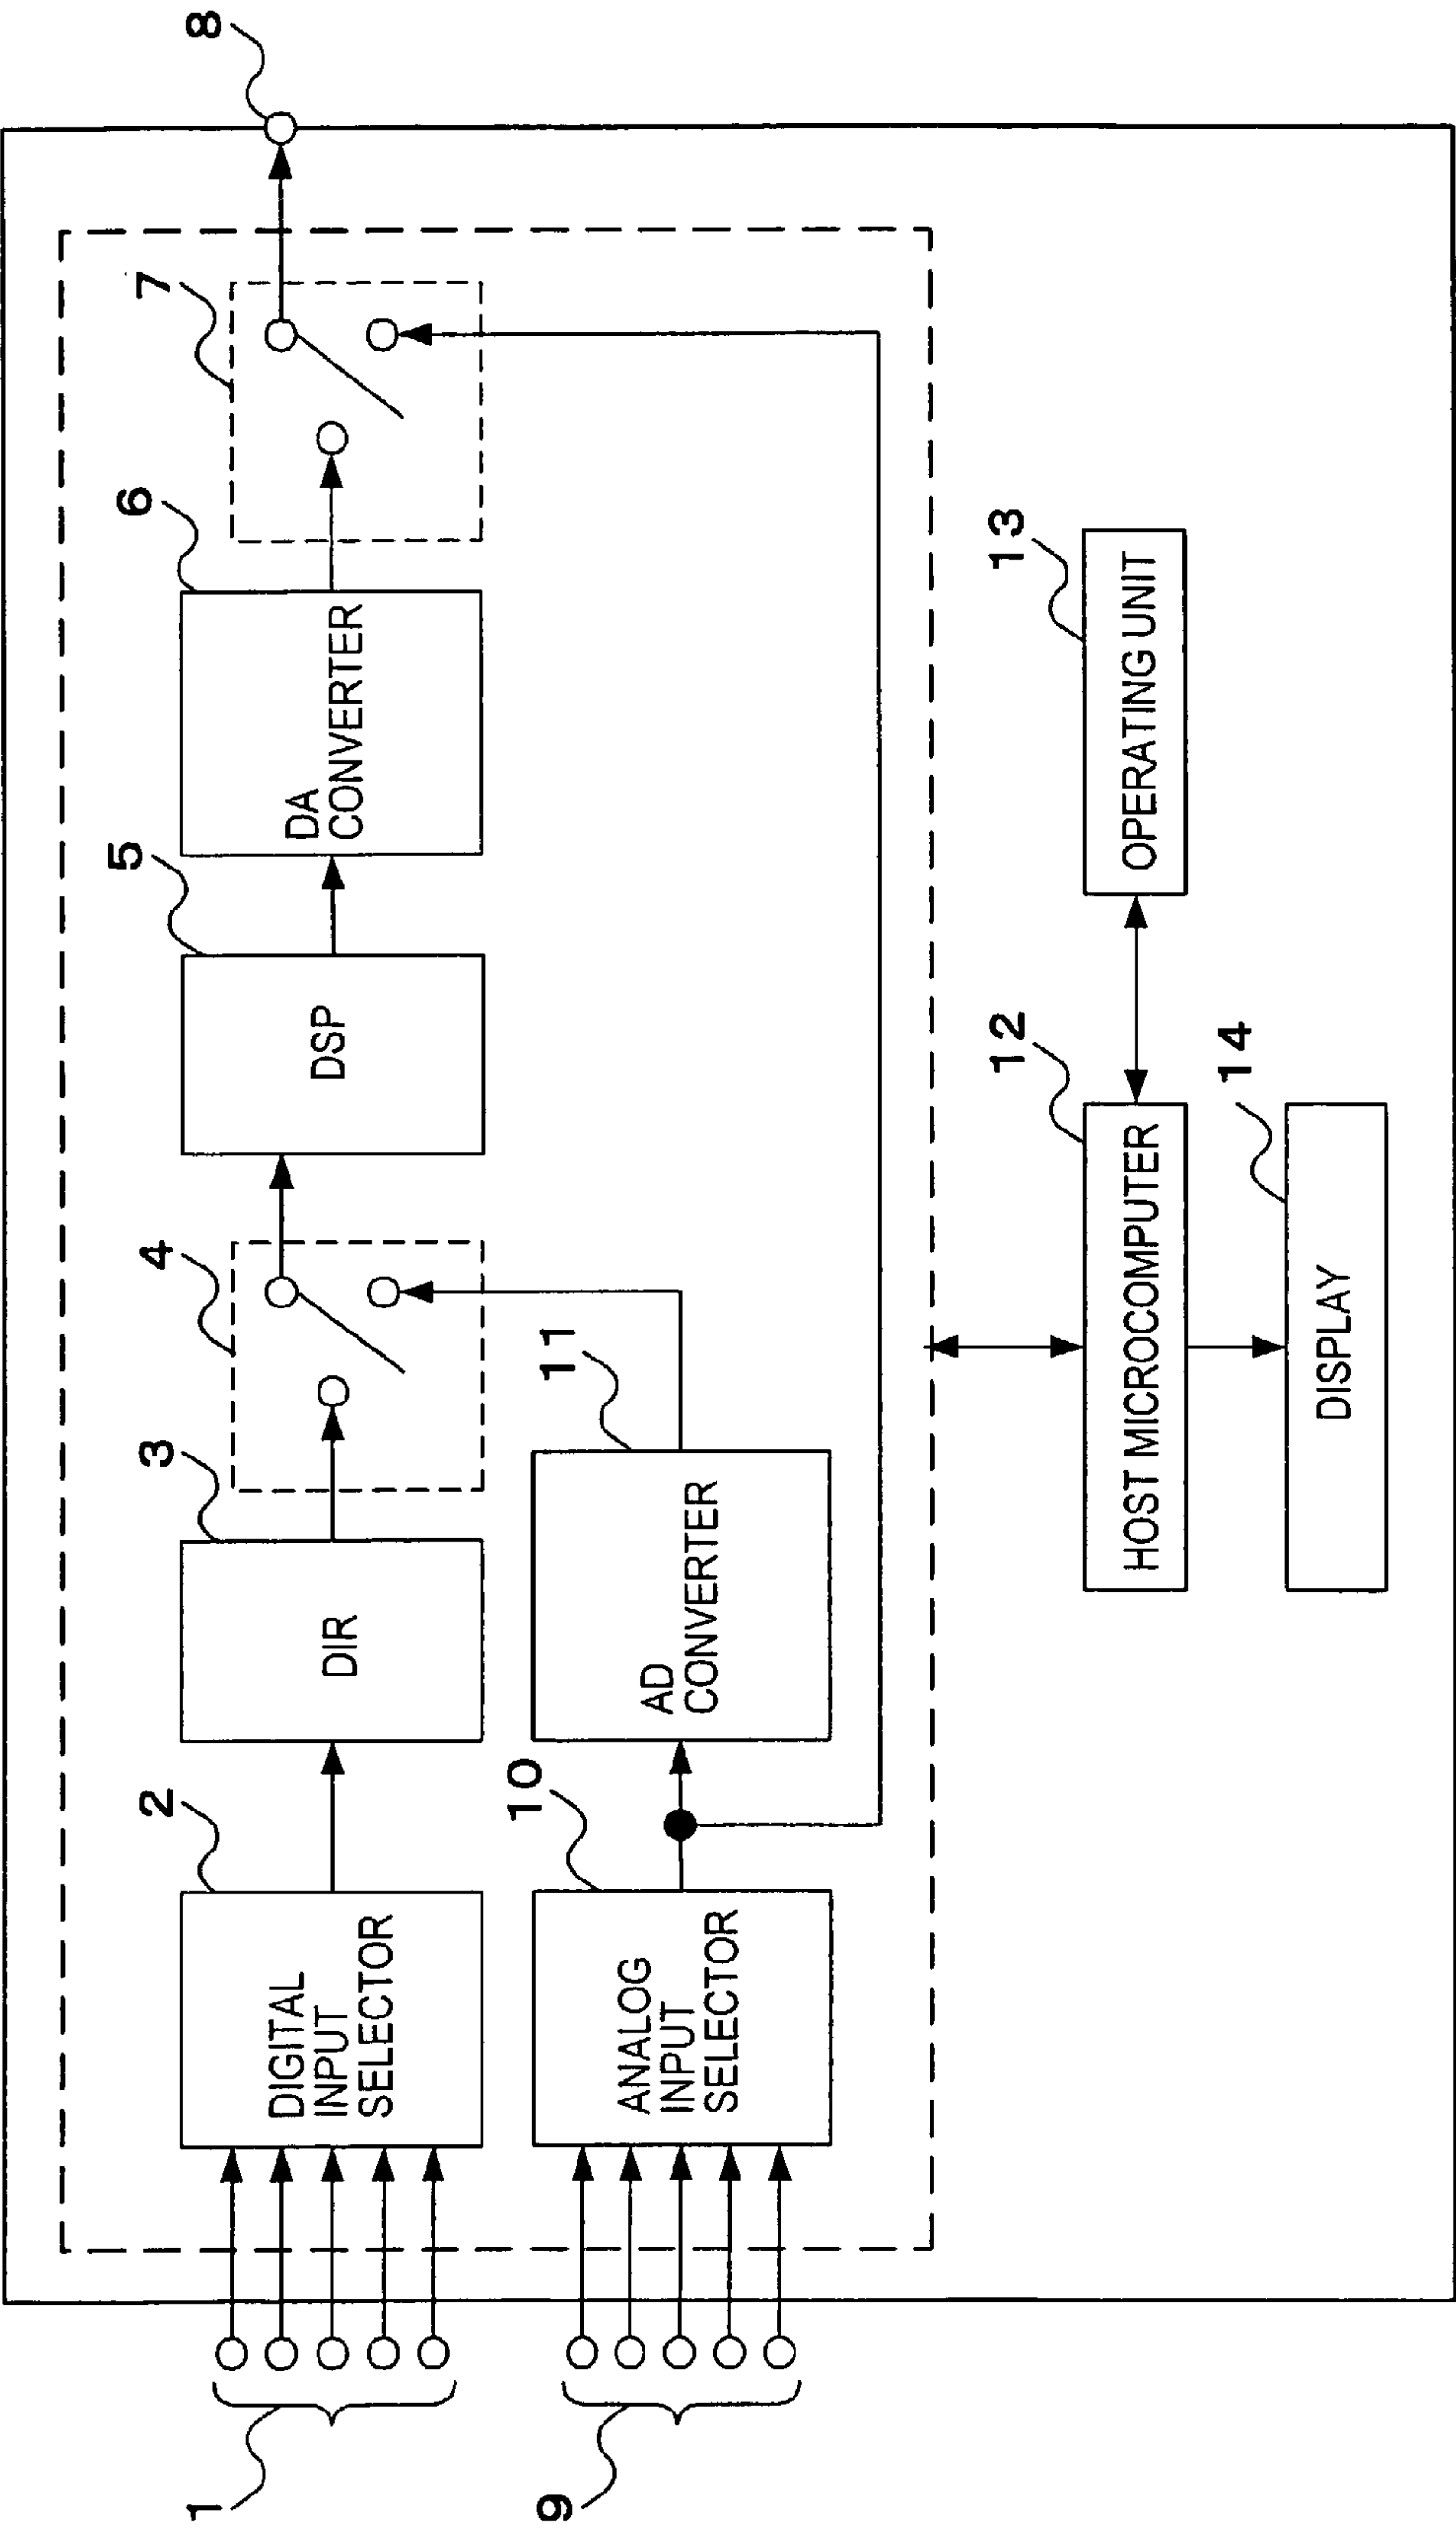 1
2
DIGITAL
INPUT
SELECTOR
3
DIR
4
5
DSP
6
DA
CONVERTER
7
8
9
10
ANALOG
INPUT
SELECTOR
11
AD
CONVERTER
12
HOST MICROCOMPUTER
13
OPERATING UNIT
14
DISPLAY